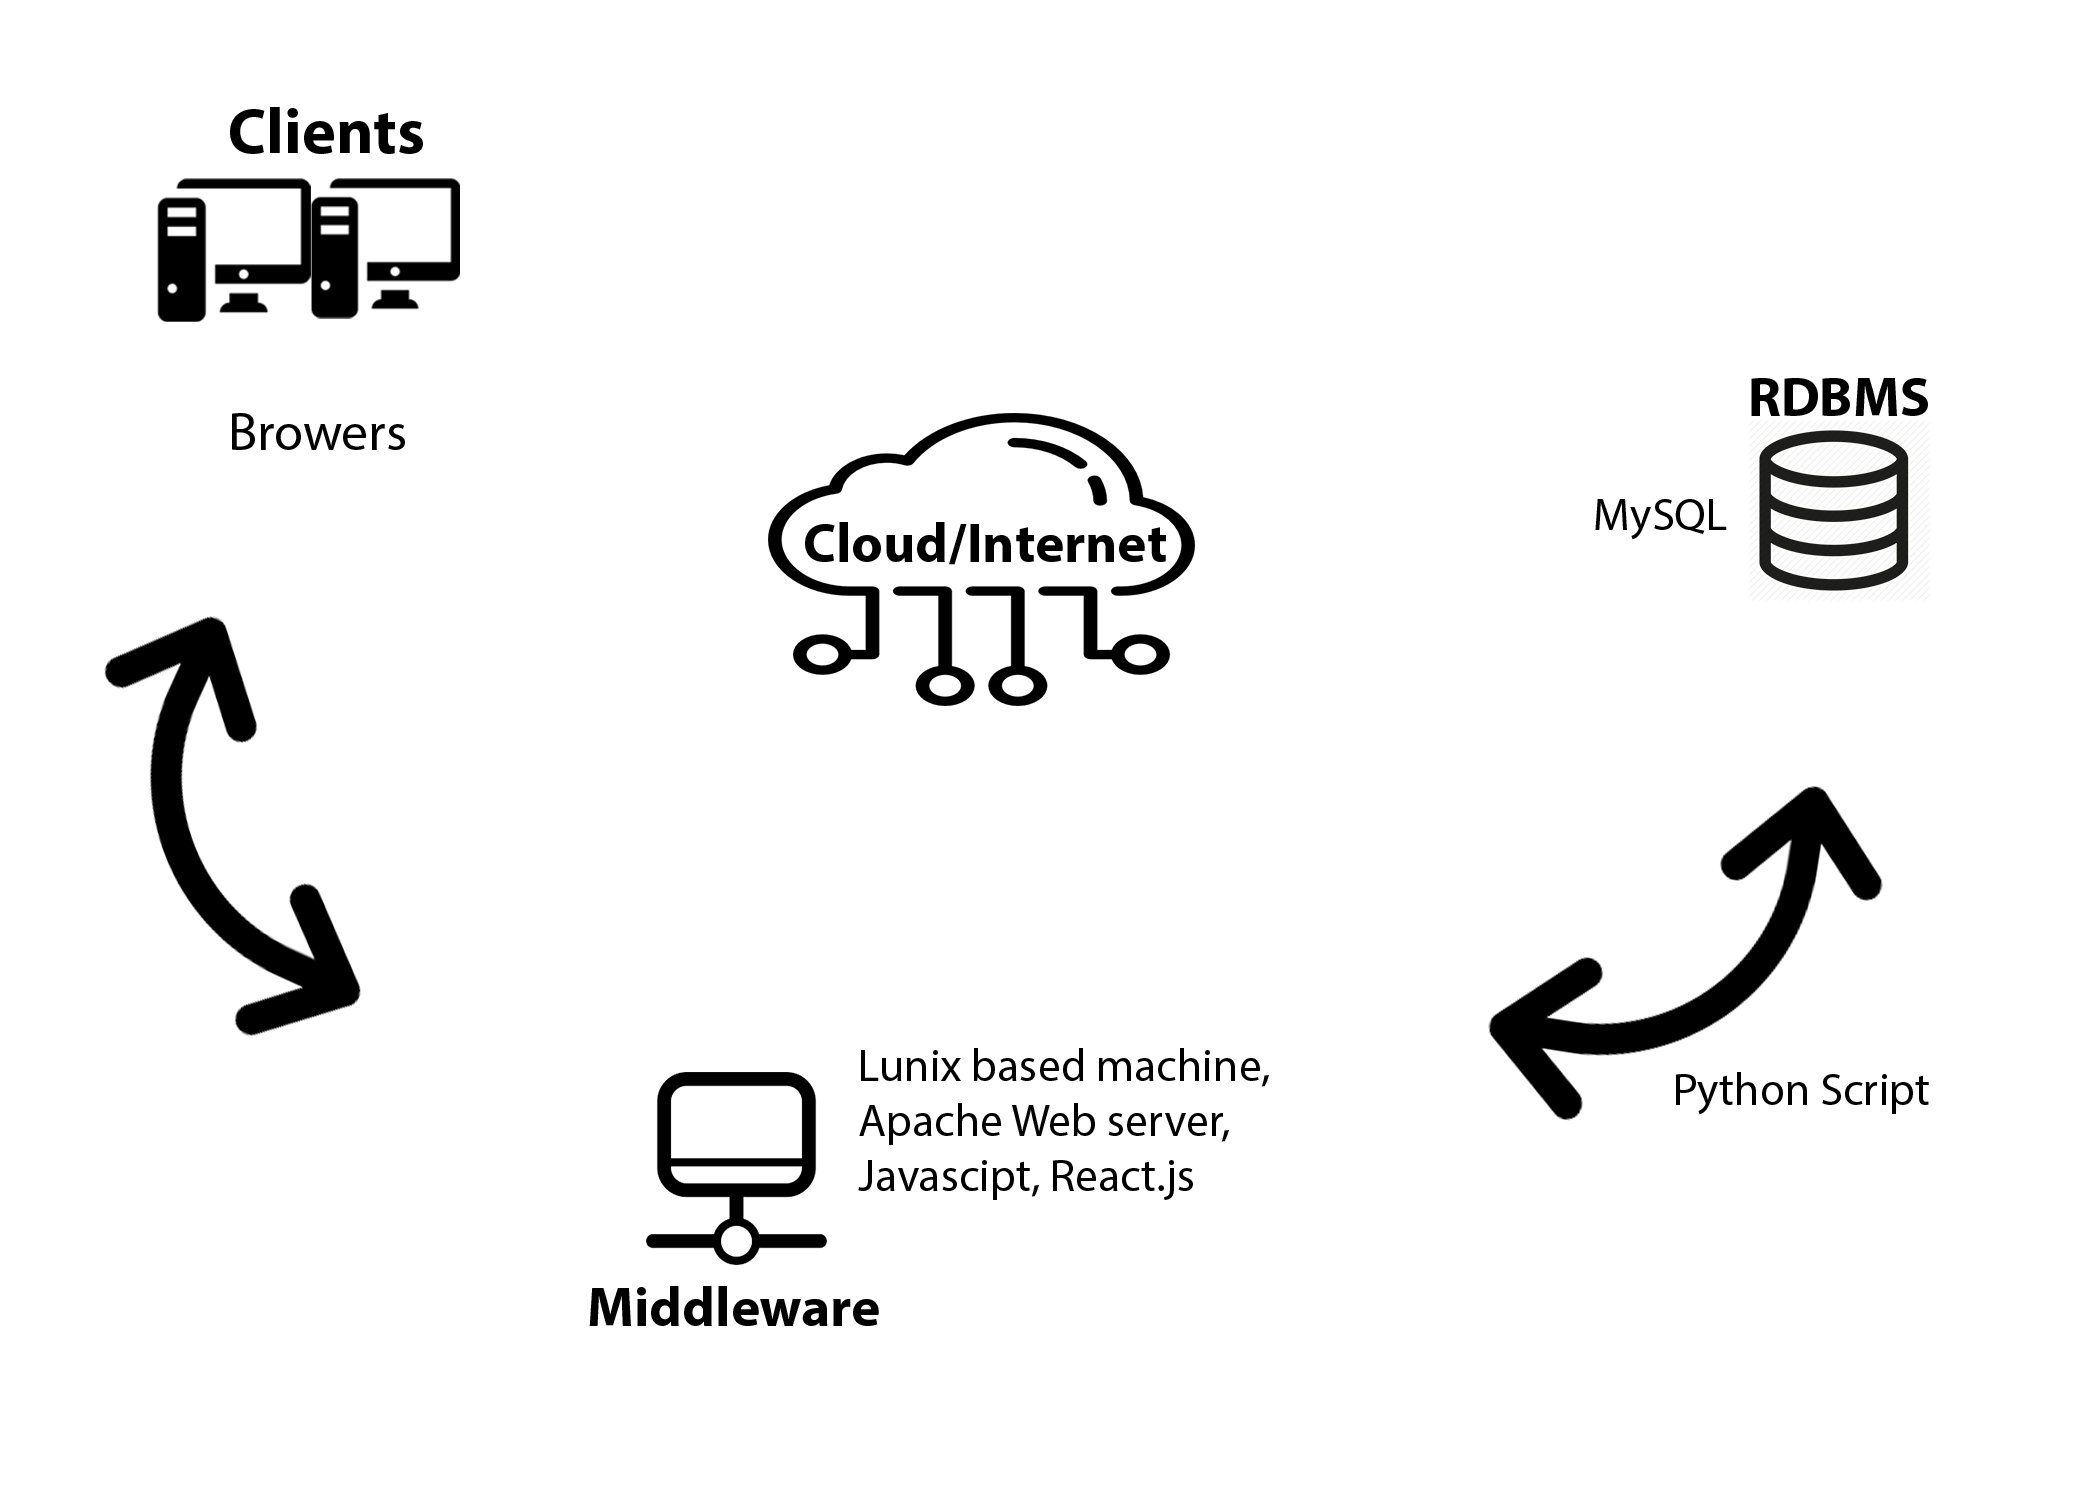 Clients
Browers
Cloud/Internet
RDBMS
MySQL
Lunix based machine,
Apache Web server,
Javascipt, React.js
Middleware
Python Script